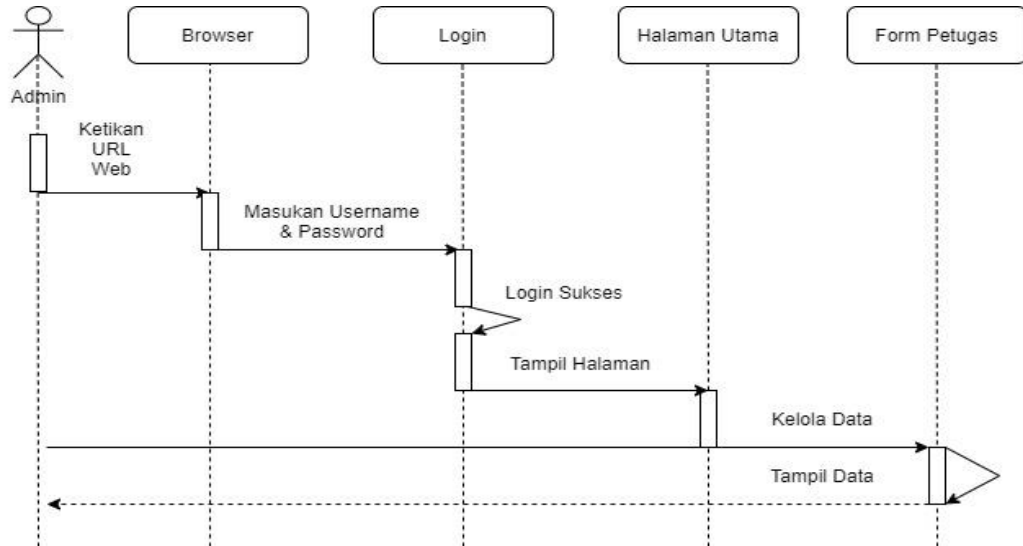 Browser
Login
Halaman Utama
Form Petugas
Admin
Ketikan
URL
Web
Masukan Username
& Password
Login Sukses
Tampil Halaman
Kelola Data
Tampil Data